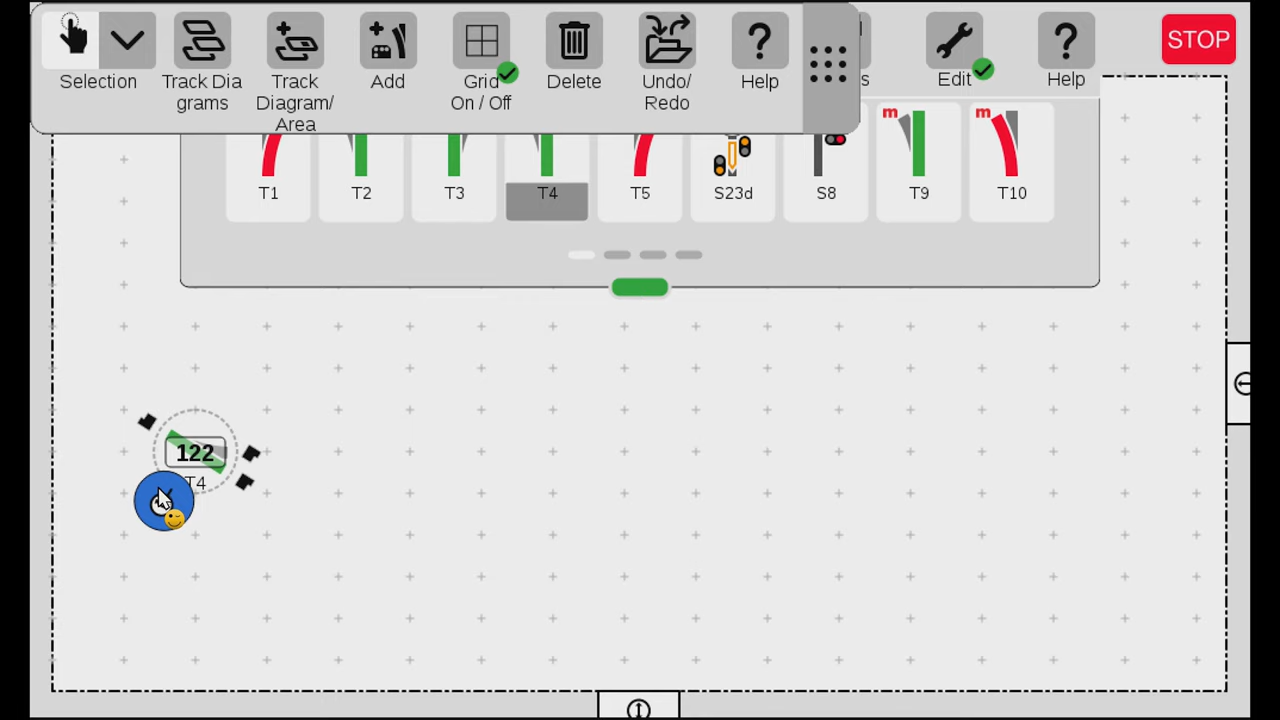 Selection
Track Dia
grams
Track
Diagram/
Area
Add
Grid
On / Off
Delete
Undo/
Redo
Help
s
Edit
Help
STOP
T1
T2
T3
T4
T5
S23d
S8
m
T9
m
T10
122
T4